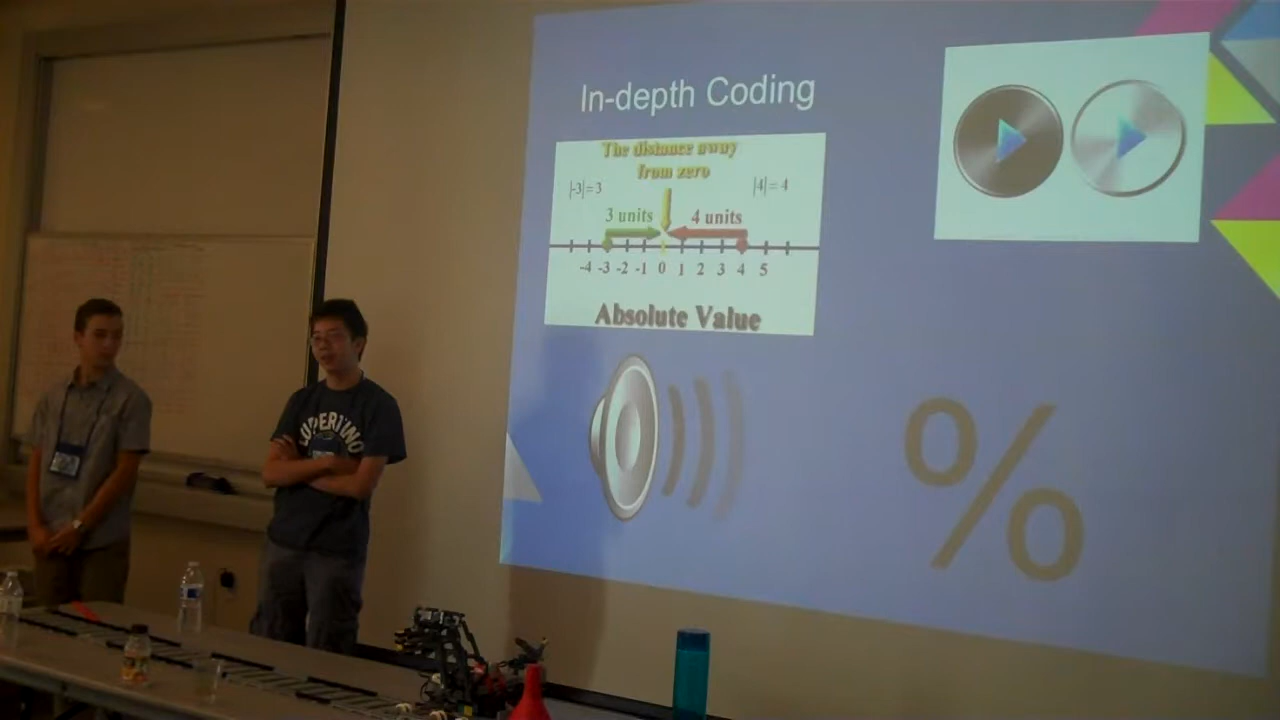 In-depth Coding
The distance away
from zero
|-3|=3
|4|=4
3 units
4 units
-4 -3 -2 -1 0 1 2 3 4 5
Absolute Value
%
CUPERTINO